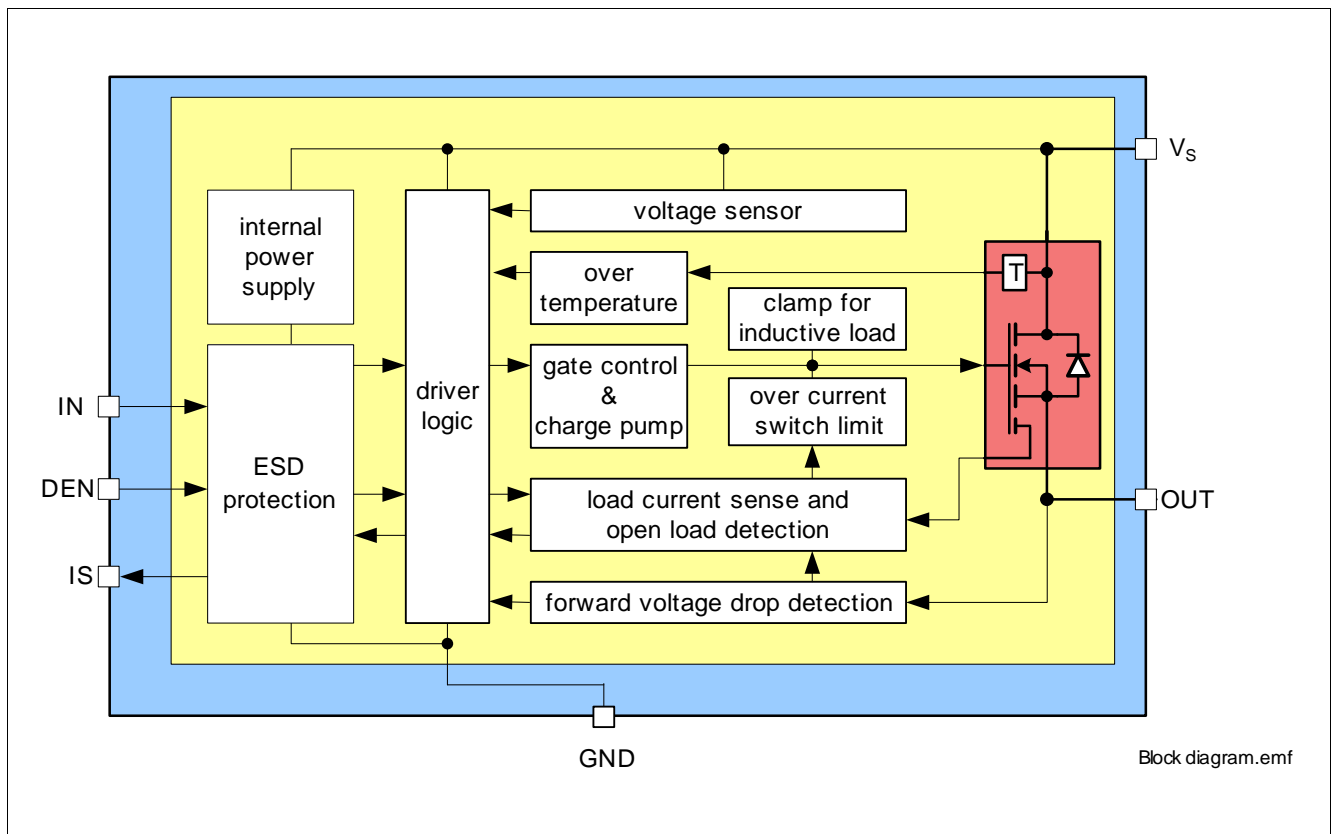 V_S
voltage sensor
internal
power
supply
over
temperature
T
clamp for
inductive load
gate control
&
charge pump
driver
logic
over current
switch limit
IN
ESD
protection
DEN
load current sense and
open load detection
OUT
IS
forward voltage drop detection
GND
Block diagram.emf